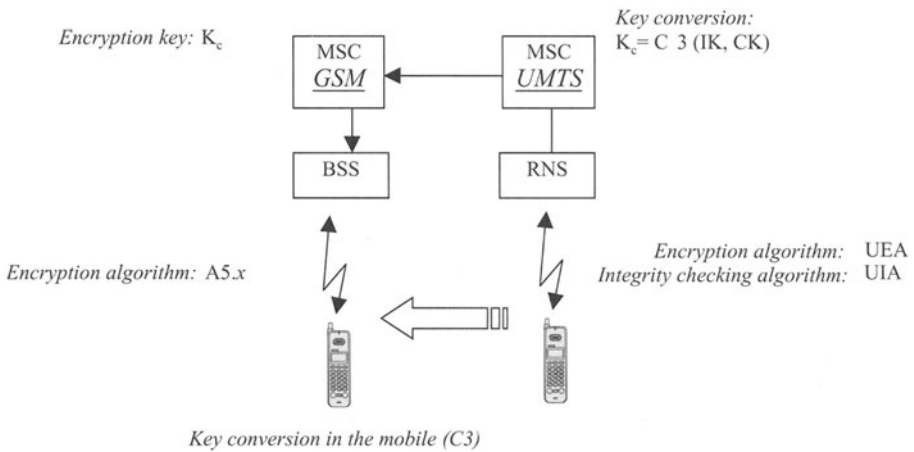 Key conversion:
Encryption key: Kc
Kc= C 3 (IK, CK)
MSC
GSM
MSC
UMTS
BSS
RNS
Encryption algorithm: UEA
Encryption algorithm: A5.x
Integrity checking algorithm: UIA
Key conversion in the mobile (C3)